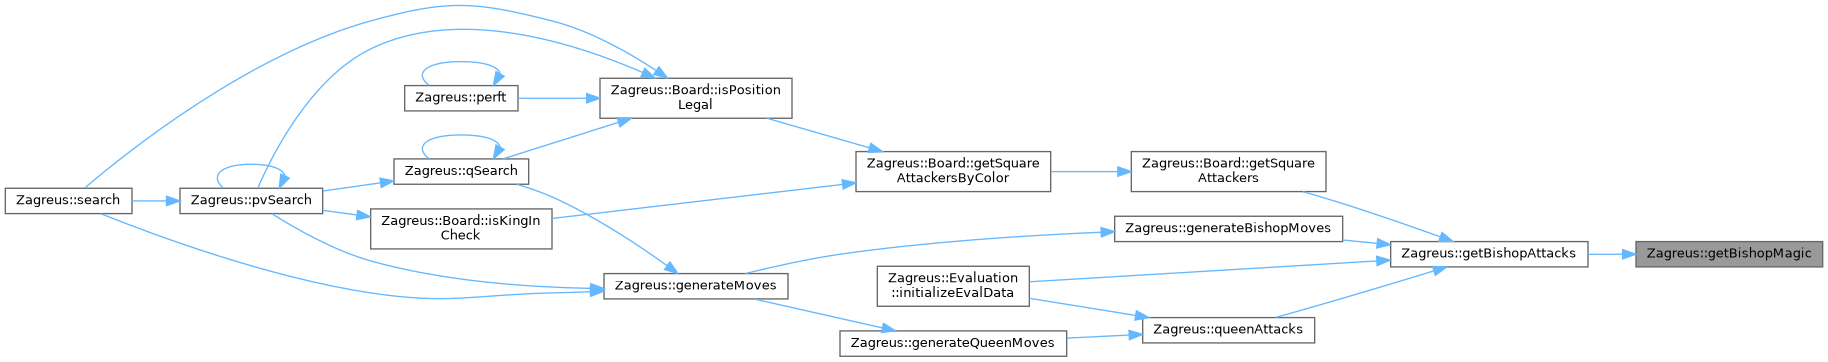 Zagreus::Board::isPosition
Legal
Zagreus::perft
Zagreus::qSearch
Zagreus::Board::getSquare
AttackersByColor
Zagreus::Board::getSquare
Attackers
Zagreus::search
Zagreus::pvSearch
Zagreus::Board::isKingIn
Check
Zagreus::generateBishopMoves
Zagreus::getBishopAttacks
Zagreus::getBishopMagic
Zagreus::generateMoves
Zagreus::Evaluation
::initializeEvalData
Zagreus::queenAttacks
Zagreus::generateQueenMoves